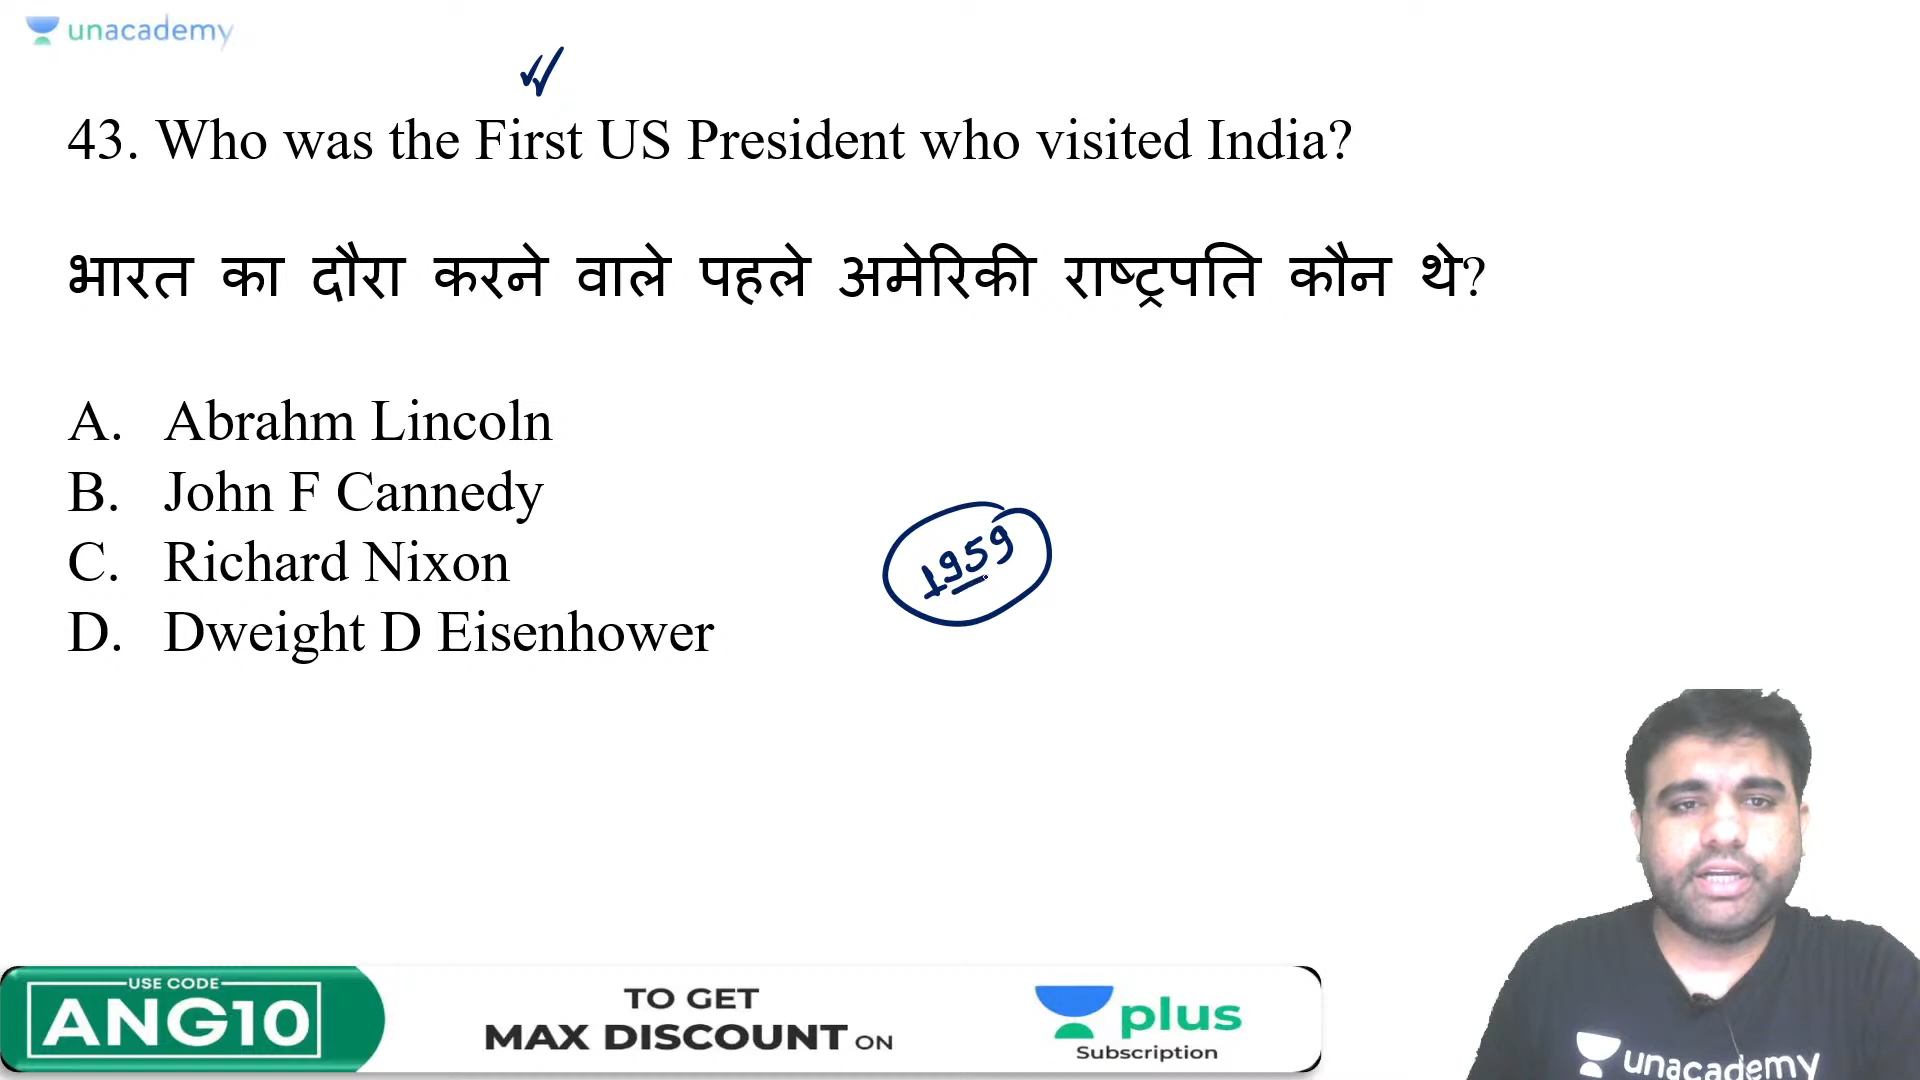 unacademy
43. Who was the First US President who visited India?
भारत का दौरा करने वाले पहले अमेरिकी राष्ट्रपति कौन थे?
A. Abrahm Lincoln
B. John F Cannedy
C. Richard Nixon
D. Dweight D Eisenhower
1959
USE CODE
ANG10
TO GET
MAX DISCOUNT ON
plus
Subscription
unacademy